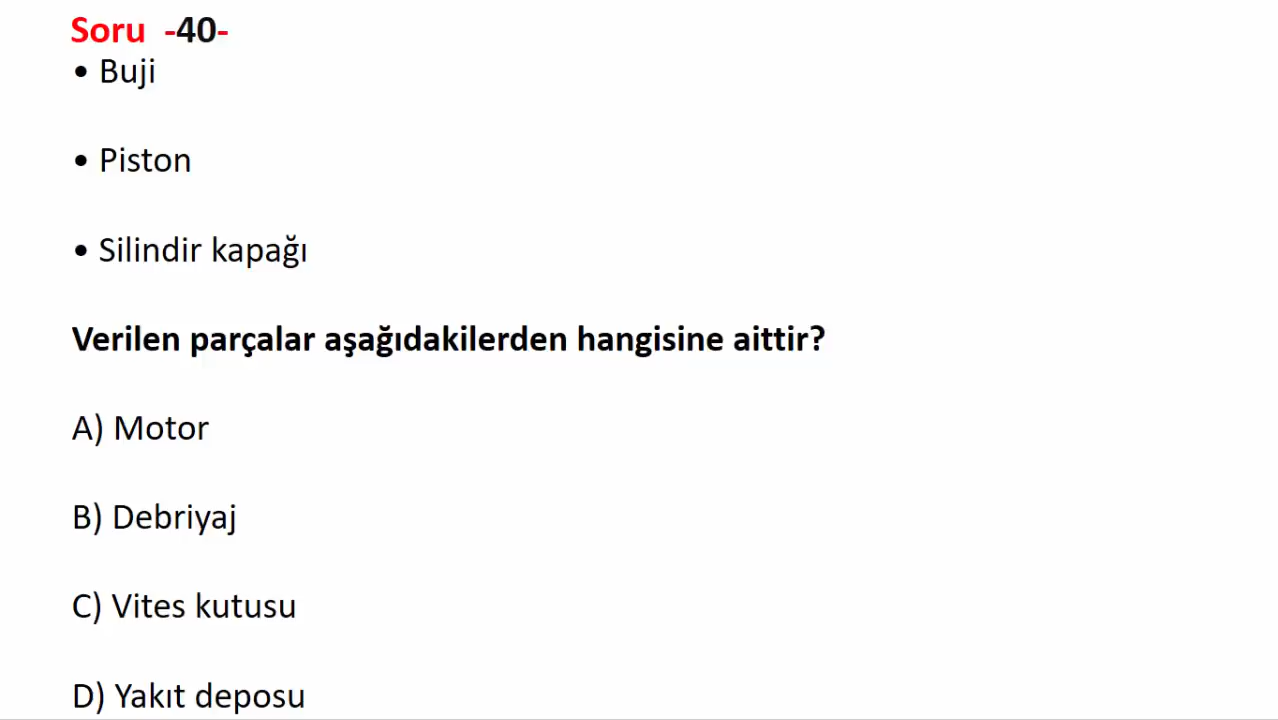 Soru -40-
• Buji
• Piston
• Silindir kapağı
Verilen parçalar aşağıdakilerden hangisine aittir?
A) Motor
B) Debriyaj
C) Vites kutusu
D) Yakıt deposu